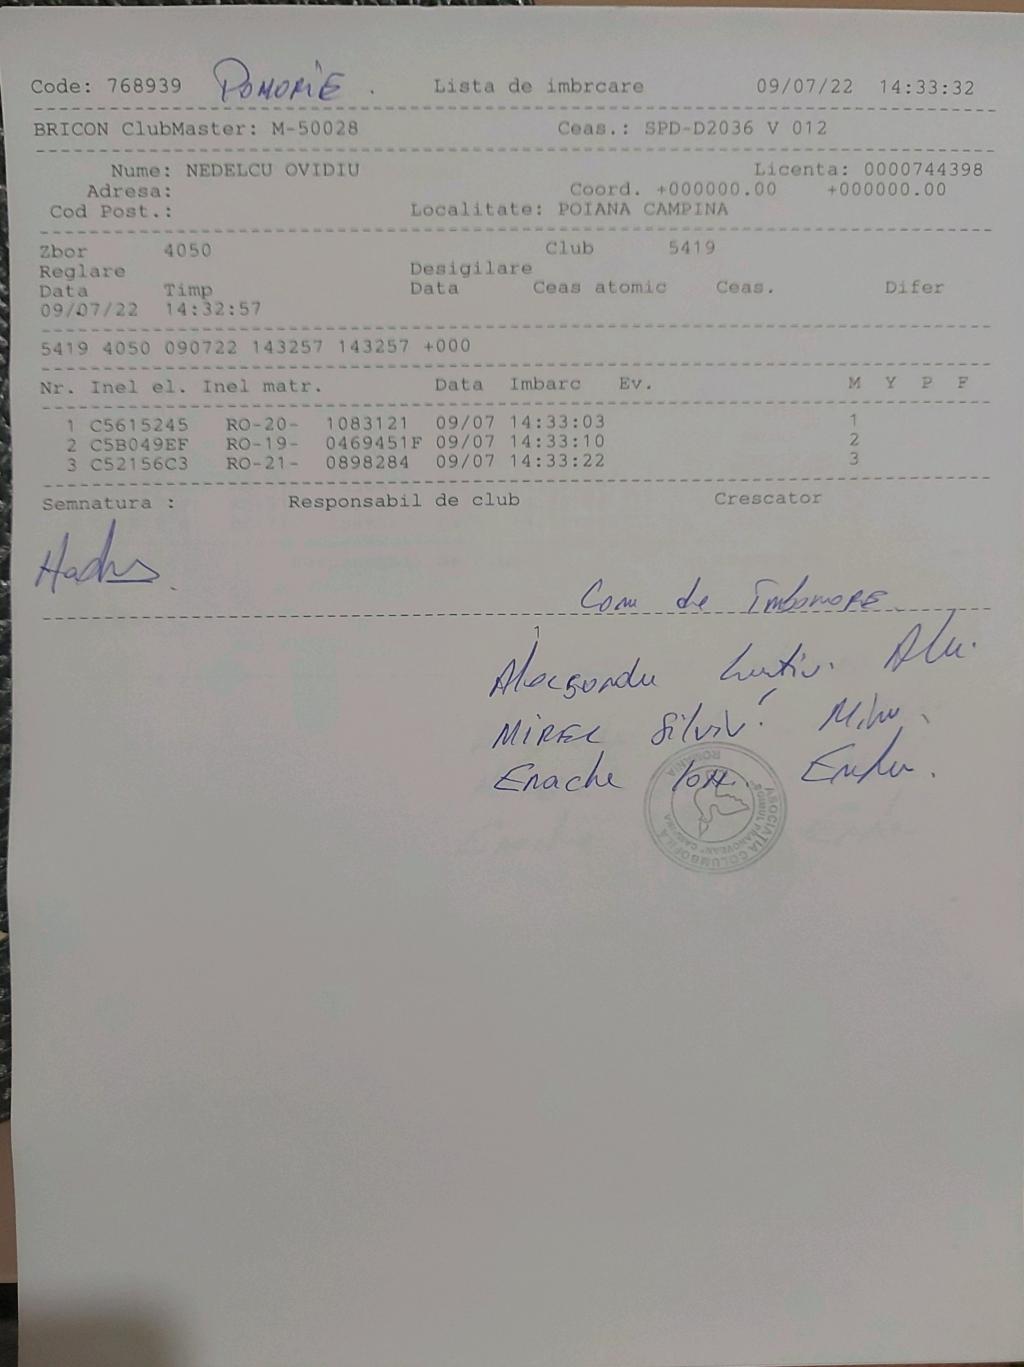 Code: 768939 POMORIE. Lista de imbrcare 09/07/22 14:33:32
BRICON ClubMaster: M-50028 Ceas.: SPD-D2036 V 012
Nume: NEDELCU OVIDIU Licenta: 0000744398
Adresa: Coord. +000000.00 +000000.00
Cod Post.: Localitate: POIANA CAMPINA
Zbor 4050 Club 5419
Reglare Desigilare
Data Timp Data Ceas atomic Ceas. Difer
09/07/22 14:32:57
5419 4050 090722 143257 143257 +000
Nr. Inel el. Inel matr. Data Imbarc Ev. M Y P F
1 C5615245 RO-20- 1083121 09/07 14:33:03 1
2 C5B049EF RO-19- 0469451F 09/07 14:33:10 2
3 C52156C3 RO-21- 0898284 09/07 14:33:22 3
Semnatura : Responsabil de club Crescator
Com de
1
MIREL Silviu
Enache Ion.
ASOCIATIA COLUMBOFILA
ROMANIA